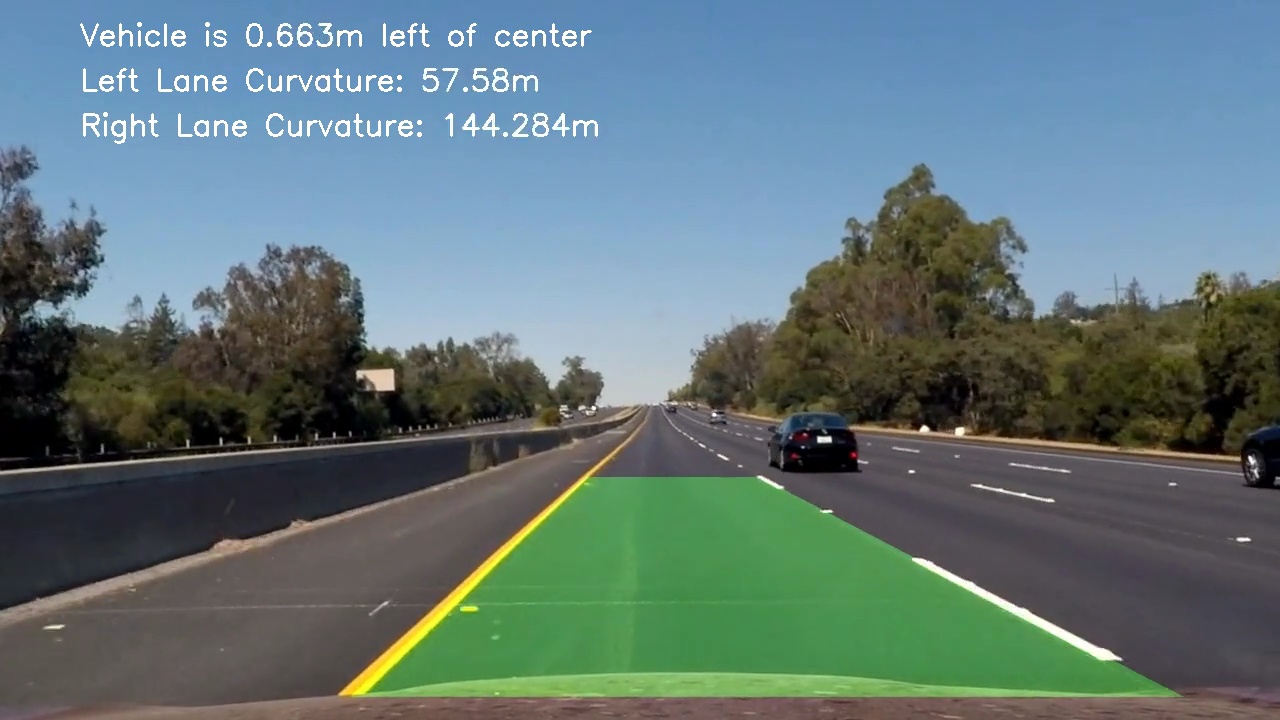 Vehicle is 0.663m left of center
Left Lane Curvature: 57.58m
Right Lane Curvature: 144.284m